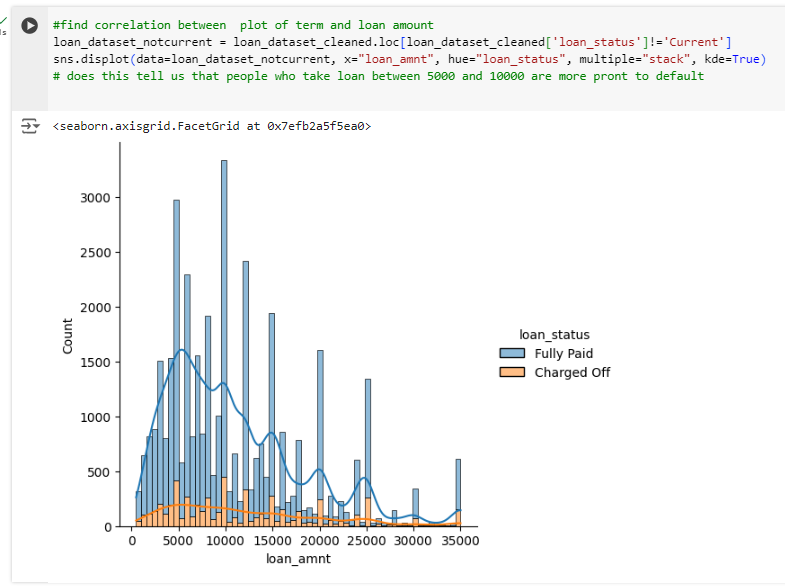 #find correlation between  plot of term and loan amount
loan_dataset_notcurrent = loan_dataset_cleaned.loc[loan_dataset_cleaned['loan_status']!='Current']
sns.displot(data=loan_dataset_notcurrent, x="loan_amnt", hue="loan_status", multiple="stack", kde=True)
# does this tell us that people who take loan between 5000 and 10000 are more pront to default
<seaborn.axisgrid.FacetGrid at 0x7efb2a5f5ea0>
3000
2500
2000
1500
1000
500
0
Count
loan_status
Fully Paid
Charged Off
0 5000 10000 15000 20000 25000 30000 35000
loan_amnt